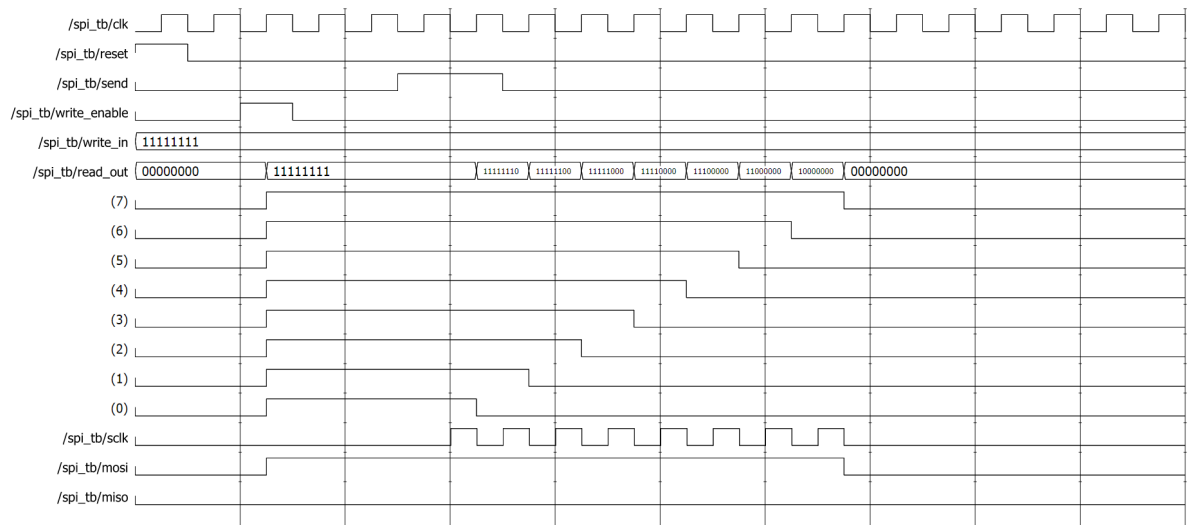 /spi_tb/clk
/spi_tb/reset
/spi_tb/send
/spi_tb/write_enable
/spi_tb/write_in 11111111
/spi_tb/read_out 00000000 11111111 11111110 11111100 11111000 11110000 11100000 11000000 10000000 00000000
(7)
(6)
(5)
(4)
(3)
(2)
(1)
(0)
/spi_tb/sclk
/spi_tb/mosi
/spi_tb/miso